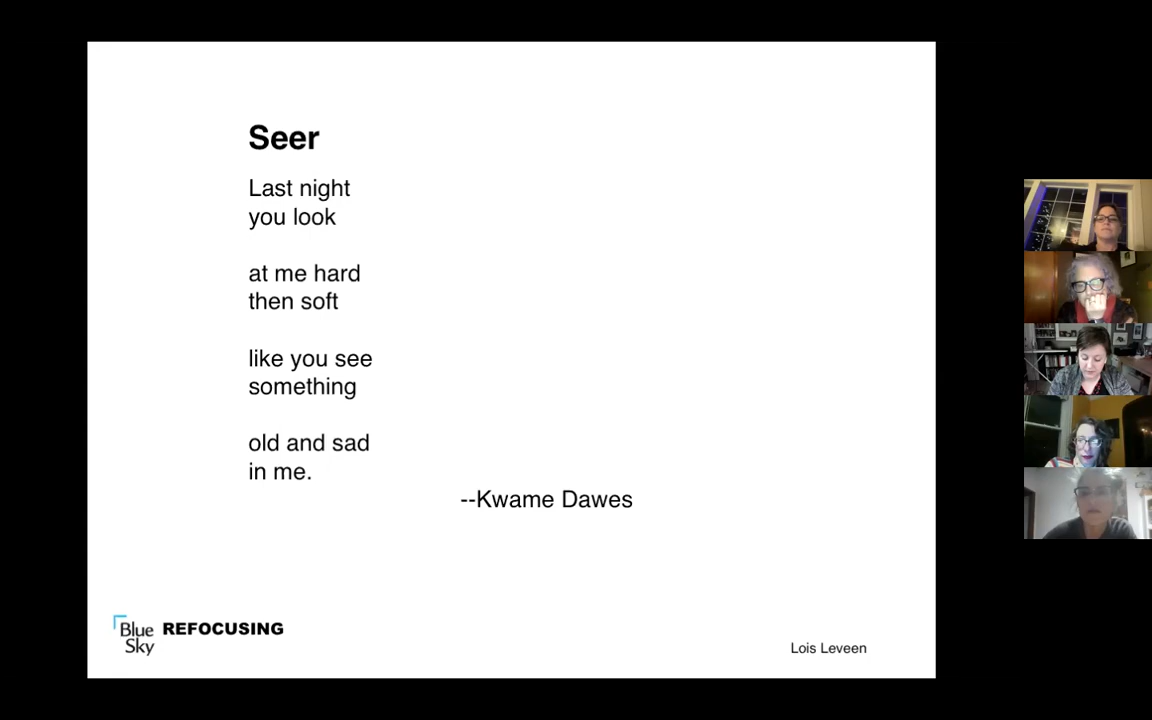 Seer
Last night
you look
at me hard
then soft
like you see
something
old and sad
in me.
--Kwame Dawes
Blue
Sky
REFOCUSING
Lois Leveen